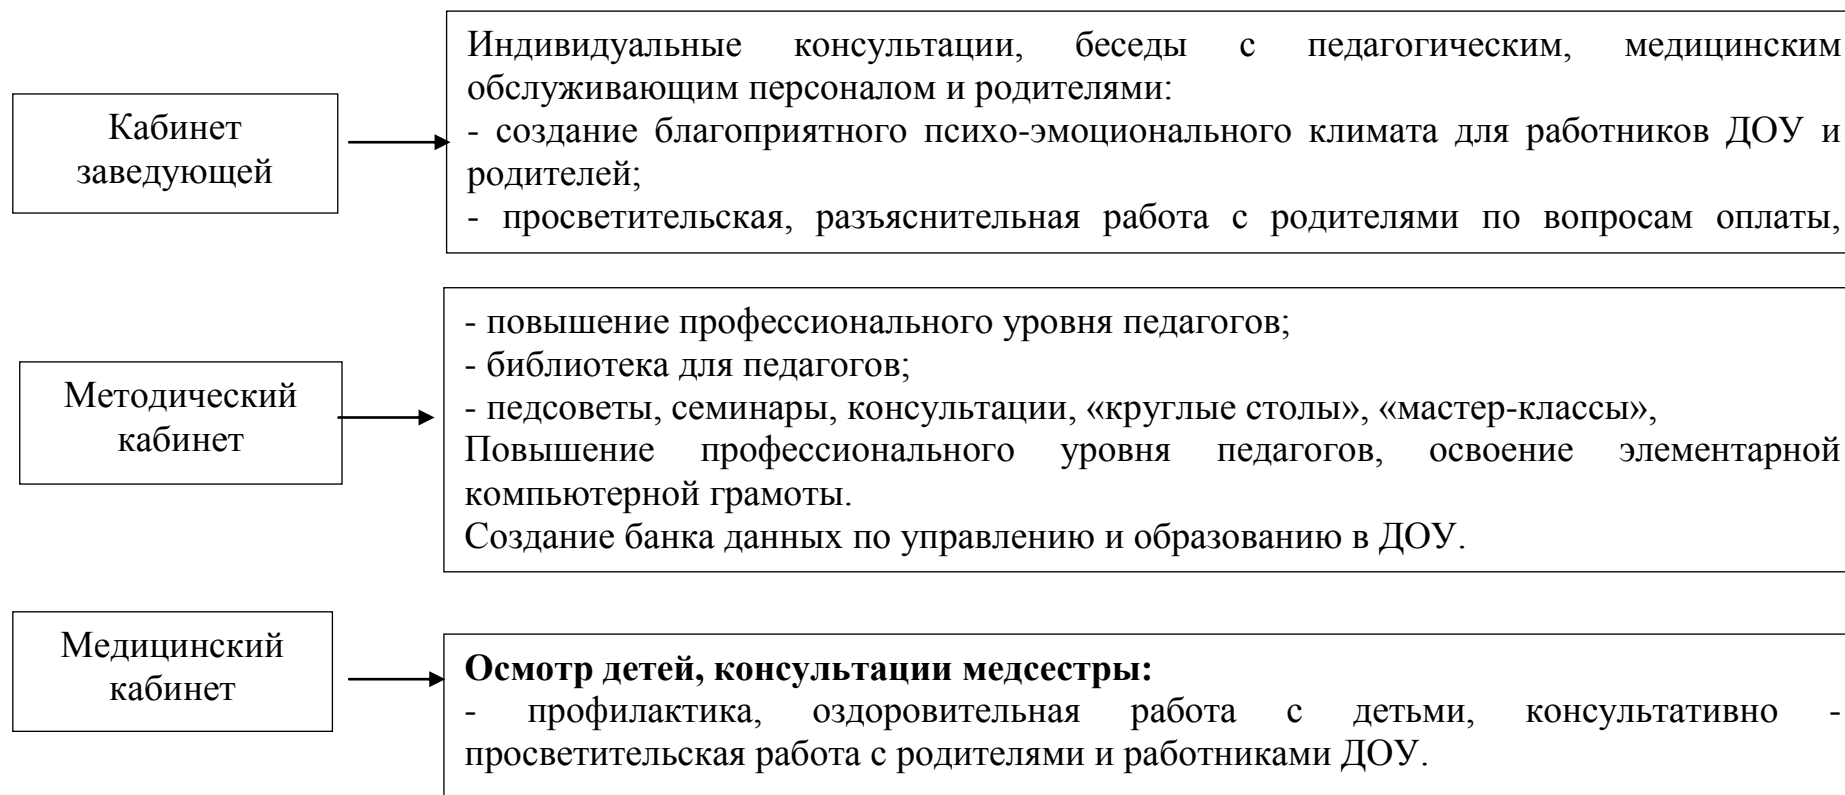 Кабинет
заведующей
Индивидуальные консультации, беседы с педагогическим, медицинским
обслуживающим персоналом и родителями:
- создание благоприятного психо-эмоционального климата для работников ДОУ и
родителей;
- просветительская, разъяснительная работа с родителями по вопросам оплаты,
Методический
кабинет
- повышение профессионального уровня педагогов;
- библиотека для педагогов;
- педсоветы, семинары, консультации, «круглые столы», «мастер-классы»,
Повышение профессионального уровня педагогов, освоение элементарной
компьютерной грамоты.
Создание банка данных по управлению и образованию в ДОУ.
Медицинский
кабинет
Осмотр детей, консультации медсестры:
- профилактика, оздоровительная работа с детьми, консультативно -
просветительская работа с родителями и работниками ДОУ.